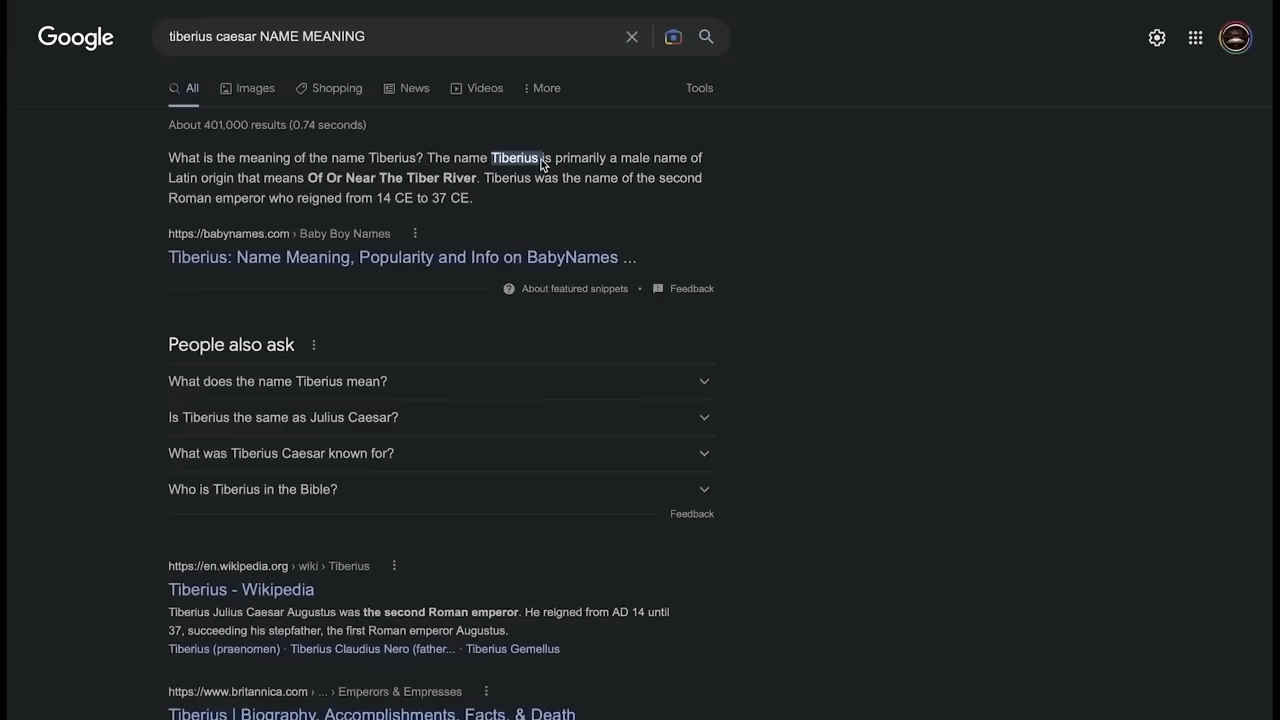 Google
tiberius caesar NAME MEANING
All
Images
Shopping
News
Videos
More
Tools
About 401,000 results (0.74 seconds)
What is the meaning of the name Tiberius? The name Tiberius is primarily a male name of
Latin origin that means Of Or Near The Tiber River. Tiberius was the name of the second
Roman emperor who reigned from 14 CE to 37 CE.
https://babynames.com › Baby Boy Names
Tiberius: Name Meaning, Popularity and Info on BabyNames ...
About featured snippets • Feedback
People also ask
What does the name Tiberius mean?
Is Tiberius the same as Julius Caesar?
What was Tiberius Caesar known for?
Who is Tiberius in the Bible?
Feedback
https://en.wikipedia.org › wiki › Tiberius
Tiberius - Wikipedia
Tiberius Julius Caesar Augustus was the second Roman emperor. He reigned from AD 14 until
37, succeeding his stepfather, the first Roman emperor Augustus.
Tiberius (praenomen) · Tiberius Claudius Nero (father... · Tiberius Gemellus
https://www.britannica.com › ... › Emperors & Empresses
Tiberius | Biography, Accomplishments, Facts, & Death